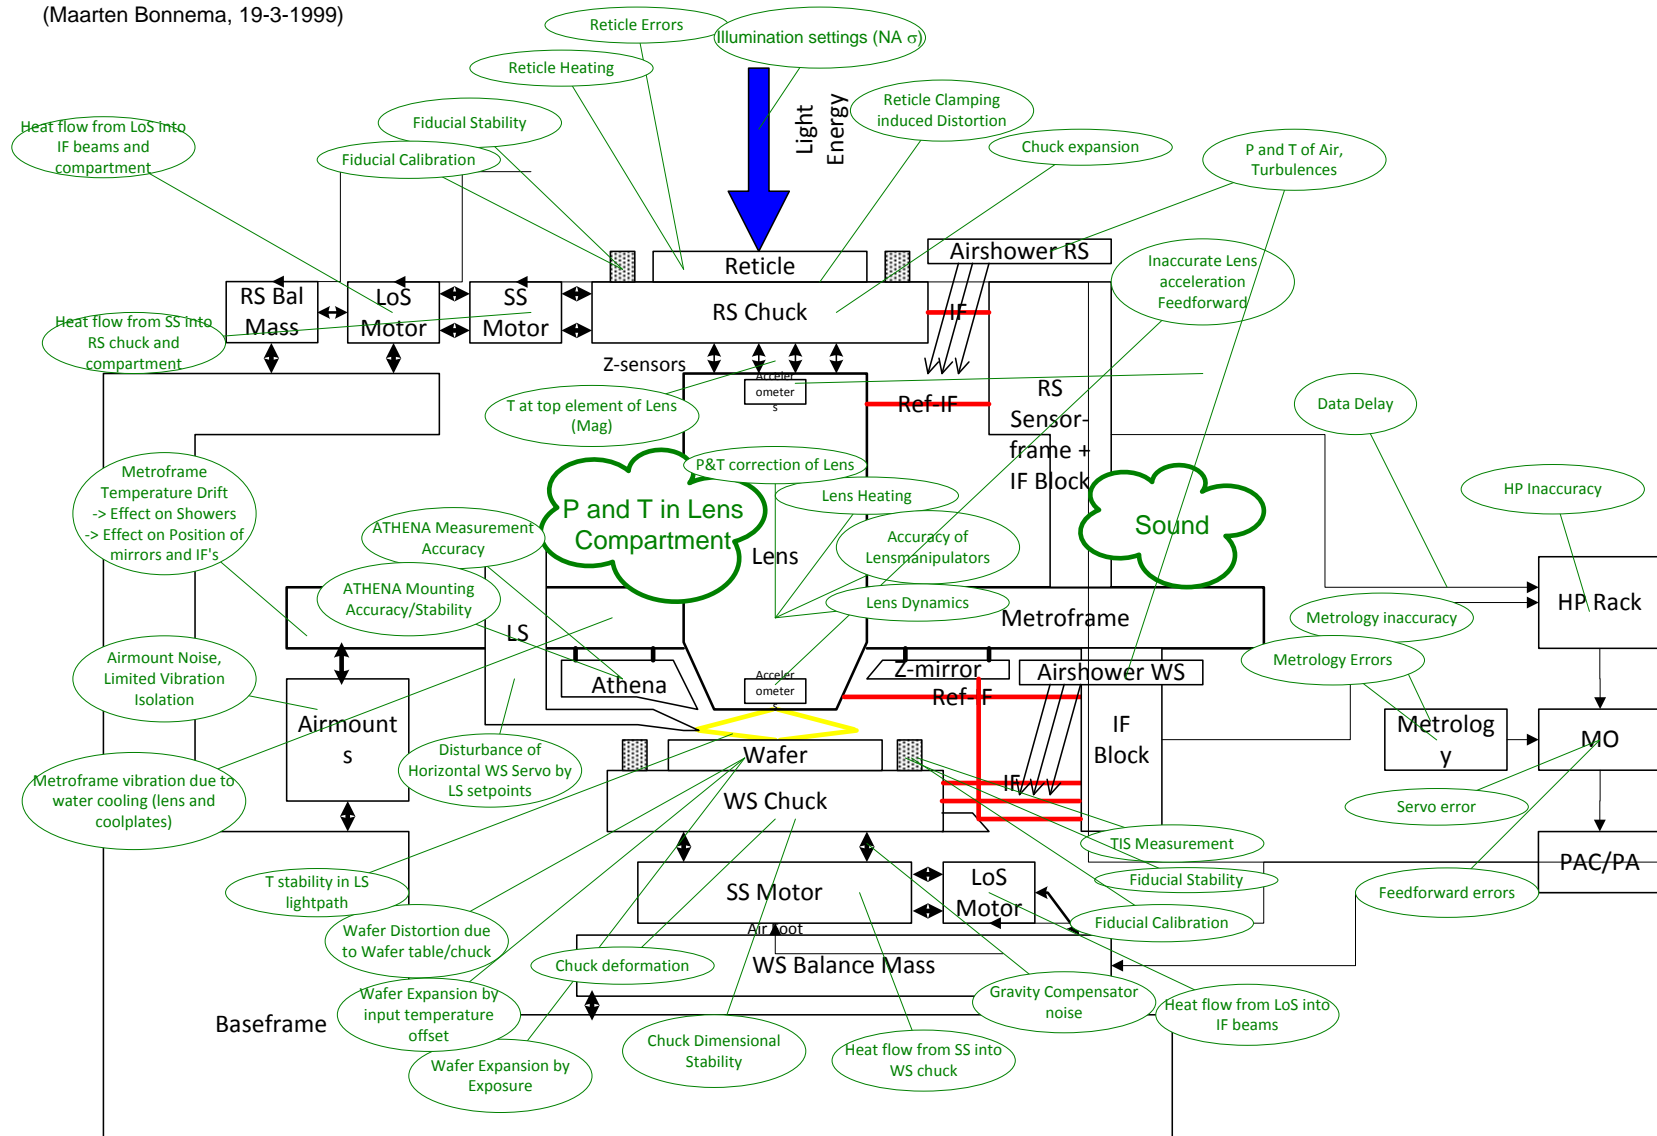 (Maarten Bonnema, 19-3-1999)
Reticle Errors
Illumination settings (NA σ)
Reticle Heating
Light
Energy
Reticle Clamping
induced Distortion
Heat flow from LoS into
IF beams and
compartment
Fiducial Stability
Fiducial Calibration
Chuck expansion
P and T of Air,
Turbulences
Reticle
Airshower RS
Inaccurate Lens
acceleration
Feedforward
RS Bal
Mass
LoS
Motor
SS
Motor
RS Chuck
IF
Heat flow from SS into
RS chuck and
compartment
Z-sensors
Acceler
ometer
s
T at top element of Lens
(Mag)
Ref-IF
RS
Sensor-
frame +
IF Block
Data Delay
Metroframe
Temperature Drift
-> Effect on Showers
-> Effect on Position of
mirrors and IF's
P&T correction of Lens
Lens Heating
HP Inaccuracy
P and T in Lens
Compartment
Sound
ATHENA Measurement
Accuracy
Lens
Accuracy of
Lensmanipulators
ATHENA Mounting
Accuracy/Stability
Lens Dynamics
Metroframe
HP Rack
Metrology inaccuracy
LS
Airmount Noise,
Limited Vibration
Isolation
Athena
Acceler
ometer
s
Z-mirror
Airshower WS
Metrology Errors
Ref-IF
Airmount
s
IF
Block
Metrolog
y
MO
Disturbance of
Horizontal WS Servo by
LS setpoints
Wafer
Metroframe vibration due to
water cooling (lens and
coolplates)
WS Chuck
IF
Servo error
TIS Measurement
PAC/PA
T stability in LS
lightpath
SS Motor
LoS
Motor
Fiducial Stability
Feedforward errors
Fiducial Calibration
Wafer Distortion due
to Wafer table/chuck
Air Foot
Chuck deformation
WS Balance Mass
Wafer Expansion by
input temperature
offset
Gravity Compensator
noise
Heat flow from LoS into
IF beams
Baseframe
Chuck Dimensional
Stability
Heat flow from SS into
WS chuck
Wafer Expansion by
Exposure